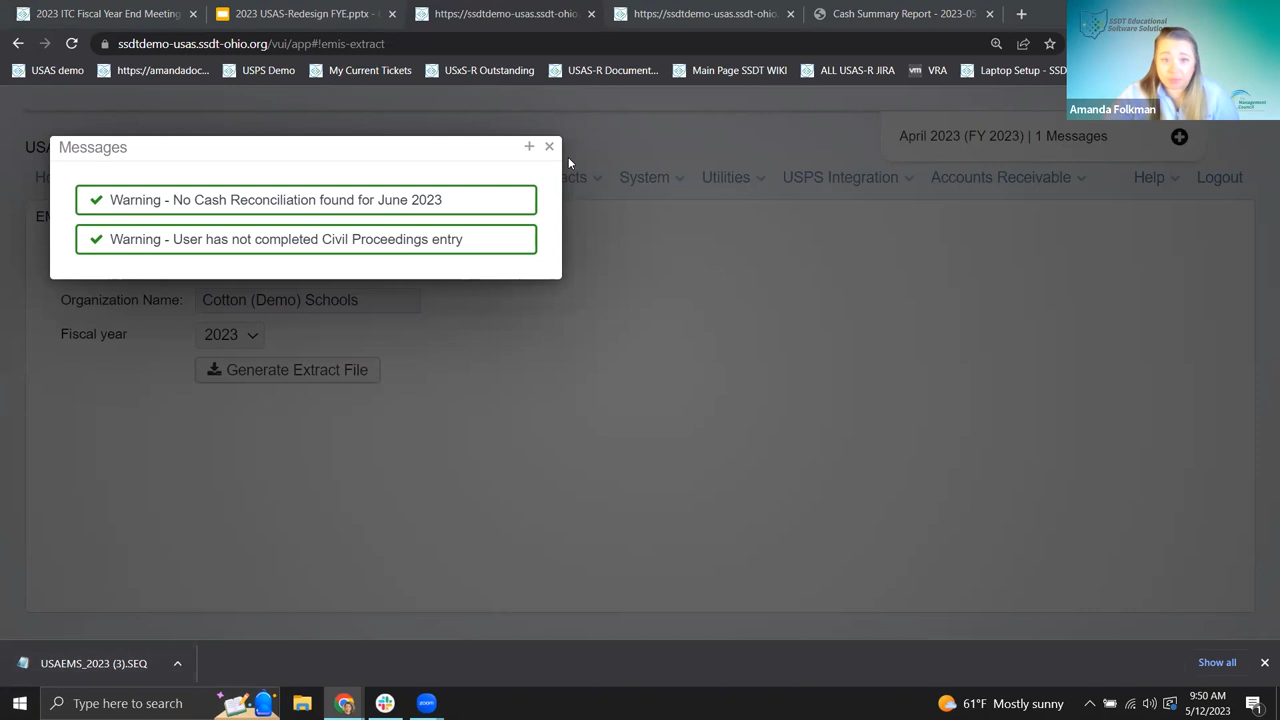 2023 ITC Fiscal Year End Meeting
2023 USAS-Redesign FYE.pptx -
https://ssdtdemo-usas.ssdt-ohio
https://ssdtdemo-usas.ssdt-ohio.
Cash Summary Report - 2023-05
ssdtdemo-usas.ssdt-ohio.org/vui/app#!emis-extract
USAS demo
https://amandadoc...
USPS Demo
My Current Tickets
USxS-R Outstanding
USAS-R Document...
Main Page SSDT WIKI
ALL USAS-R JIRA
vm VRA
Laptop Setup - SSD
SSDT Educational
Software Solutions
Management
Council
Amanda Folkman
April 2023 (FY 2023) | 1 Messages
System
Utilities
USPS Integration
Accounts Receivable
Help
Logout
Messages
Warning - No Cash Reconciliation found for June 2023
Warning - User has not completed Civil Proceedings entry
Organization Name: Cotton (Demo) Schools
Fiscal year 2023
Generate Extract File
USAEMS_2023 (3).SEQ
Show all
Type here to search
zoom
61°F Mostly sunny
9:50 AM
5/12/2023
1